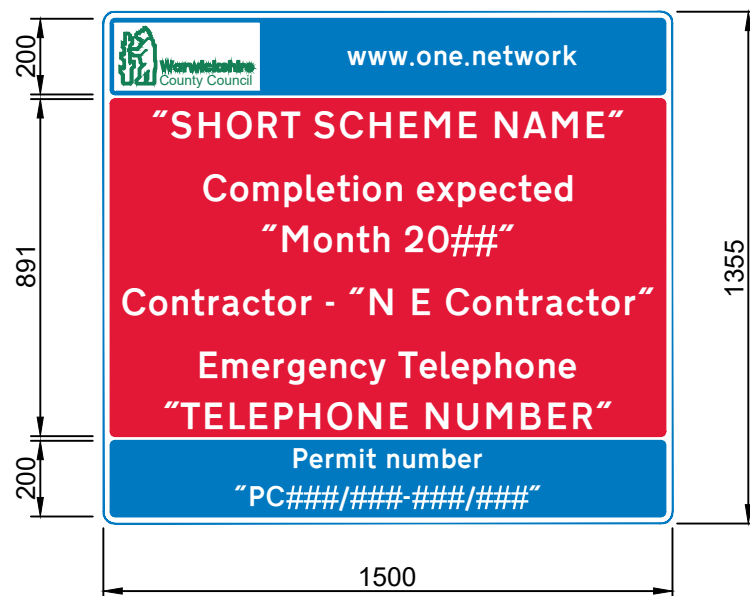 200
Warwickshire
County Council
www.one.network
"SHORT SCHEME NAME"
Completion expected
"Month 20##"
891
1355
Contractor - "N E Contractor"
Emergency Telephone
"TELEPHONE NUMBER"
200
Permit number
"PC###/###-###/###"
1500